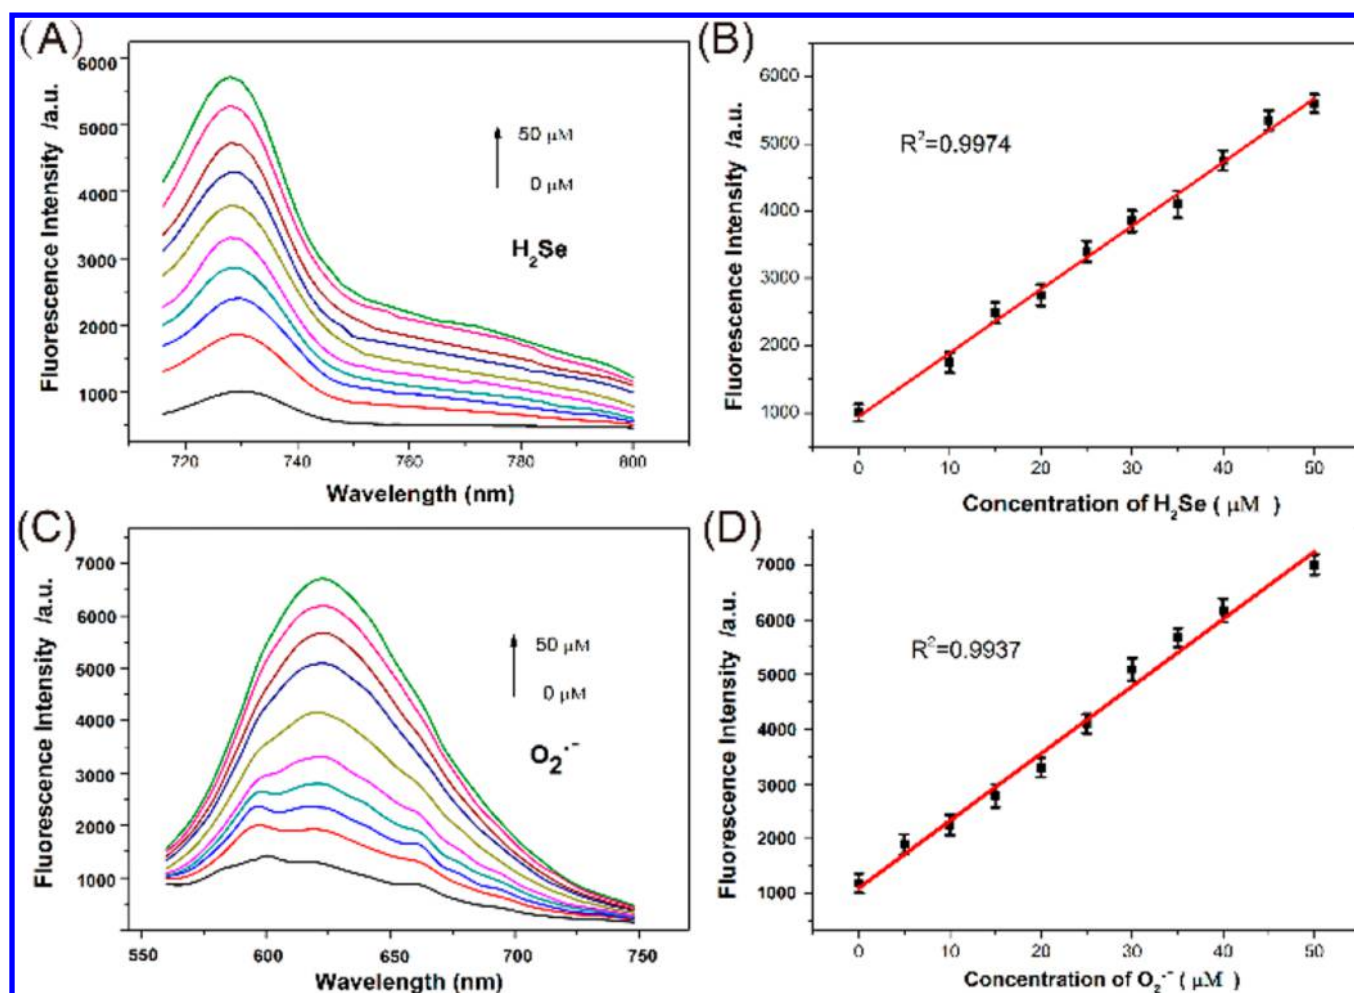 (A)
6000
5000
4000
3000
2000
1000
Fluorescence Intensity /a.u.
50 μM
0 μM
H₂Se
720 740 760 780 800
Wavelength (nm)
(B)
6000
5000
4000
3000
2000
1000
Fluorescence Intensity /a.u.
R²=0.9974
0 10 20 30 40 50
Concentration of H₂Se ( μM )
(C)
7000
6000
5000
4000
3000
2000
1000
Fluorescence Intensity /a.u.
50 μM
0 μM
O₂·⁻
550 600 650 700 750
Wavelength (nm)
(D)
7000
6000
5000
4000
3000
2000
1000
Fluorescence Intensity /a.u.
R²=0.9937
0 10 20 30 40 50
Concentration of O₂·⁻ ( μM )